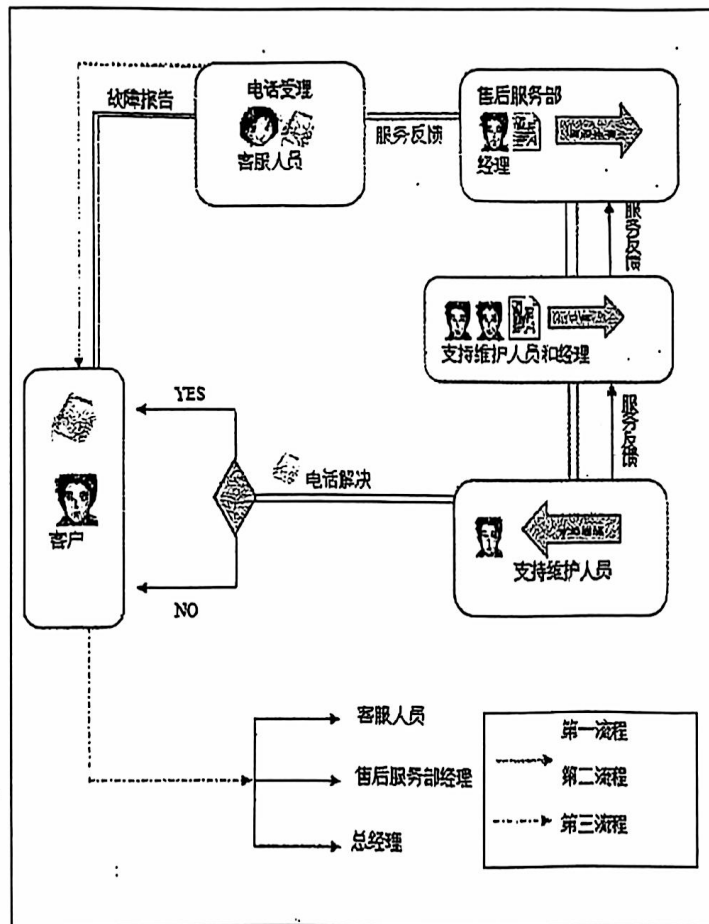 电话受理
客服人员
故障报告
服务反馈
售后服务部
经理
服务反馈
支持维护人员和经理
服务反馈
YES
电话解决
客户
NO
支持维护人员
客服人员
售后服务部经理
总经理
第一流程
第二流程
第三流程